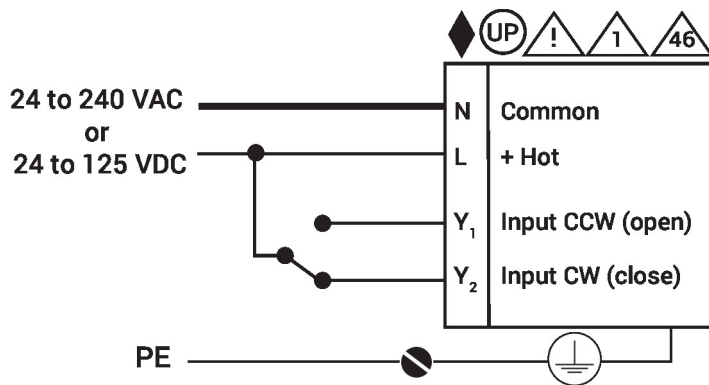 UP ! 1 46
24 to 240 VAC
or
24 to 125 VDC
N Common
L + Hot
Y₁ Input CCW (open)
Y₂ Input CW (close)
PE